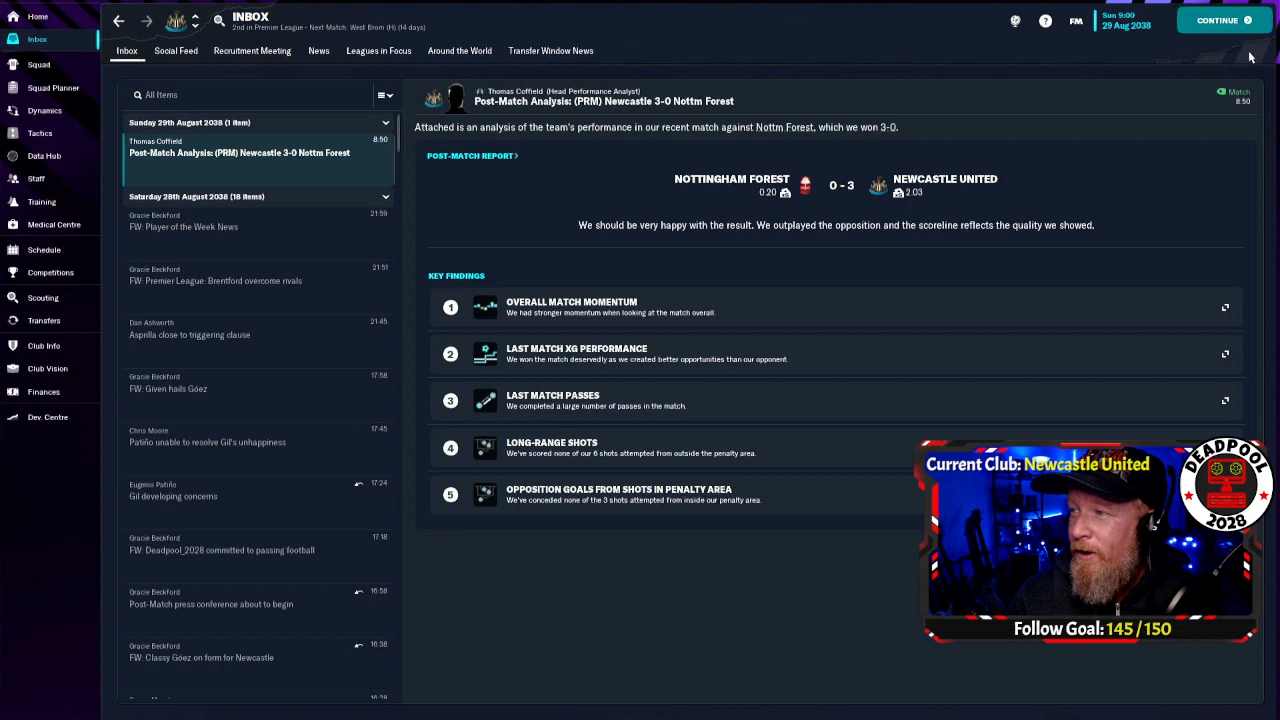 Home
Inbox
Squad
Squad Planner
Dynamics
Tactics
Data Hub
Staff
Training
Medical Centre
Schedule
Competitions
Scouting
Transfers
Club Info
Club Vision
Finances
Dev. Centre
INBOX
2nd in Premier League - Next Match: West Brom (H) (14 days)
FM
Sun 9:00
29 Aug 2038
CONTINUE
Inbox
Social Feed
Recruitment Meeting
News
Leagues in Focus
Around the World
Transfer Window News
All Items
Sunday 29th August 2038 (1 item)
Thomas Coffield 8:50
Post-Match Analysis: (PRM) Newcastle 3-0 Nottm Forest
Saturday 28th August 2038 (18 items)
Gracie Beckford 21:59
FW: Player of the Week News
Gracie Beckford 21:51
FW: Premier League: Brentford overcome rivals
Dan Ashworth 21:45
Asprilla close to triggering clause
Gracie Beckford 17:58
FW: Given hails Góez
Chris Moore 17:45
Patiño unable to resolve Gil's unhappiness
Eugenio Patiño 17:24
Gil developing concerns
Gracie Beckford 17:18
FW: Deadpool_2028 committed to passing football
Gracie Beckford 16:58
Post-Match press conference about to begin
Gracie Beckford 16:38
FW: Classy Góez on form for Newcastle
Thomas Coffield (Head Performance Analyst)
Post-Match Analysis: (PRM) Newcastle 3-0 Nottm Forest
Match
8:50
Attached is an analysis of the team's performance in our recent match against Nottm Forest, which we won 3-0.
POST-MATCH REPORT
NOTTINGHAM FOREST 0 - 3 NEWCASTLE UNITED
0.20 2.03
We should be very happy with the result. We outplayed the opposition and the scoreline reflects the quality we showed.
KEY FINDINGS
1 OVERALL MATCH MOMENTUM
We had stronger momentum when looking at the match overall.
2 LAST MATCH XG PERFORMANCE
We won the match deservedly as we created better opportunities than our opponent.
3 LAST MATCH PASSES
We completed a large number of passes in the match.
4 LONG-RANGE SHOTS
We've scored none of our 6 shots attempted from outside the penalty area.
5 OPPOSITION GOALS FROM SHOTS IN PENALTY AREA
We've conceded none of the 3 shots attempted from inside our penalty area.
Current Club: Newcastle United
DEADPOOL
2028
Follow Goal: 145 / 150